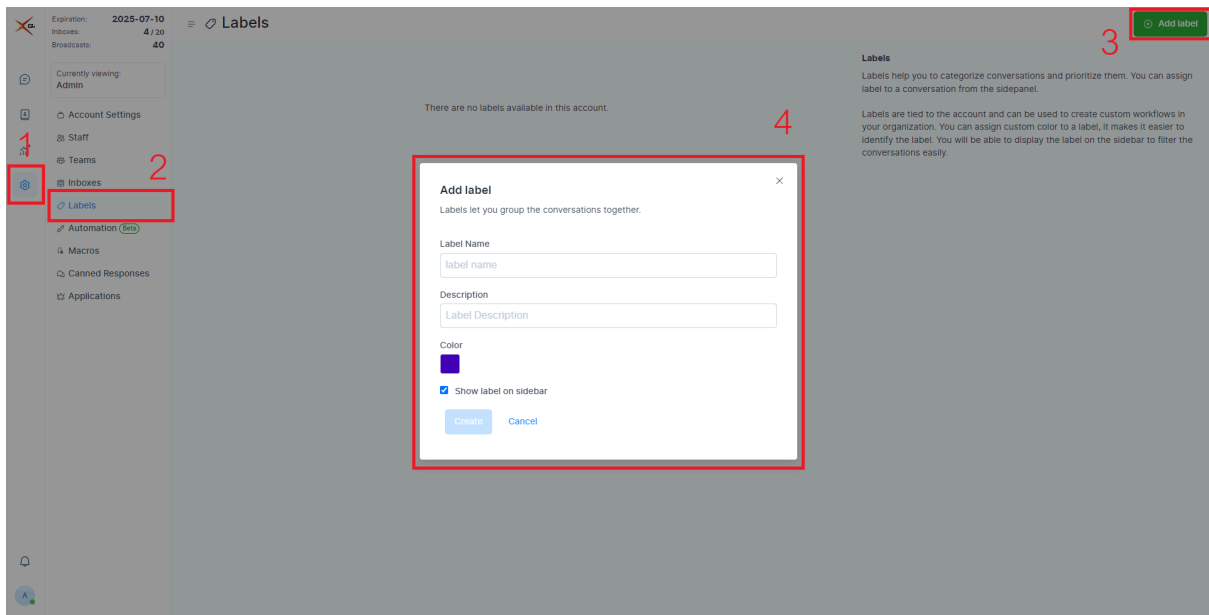 Expiration: 2025-07-10
Inboxes: 4 / 20
Broadcasts: 40
Currently viewing:
Admin
Account Settings
Staff
Teams
Inboxes
Labels
Automation Beta
Macros
Canned Responses
Applications
A
1
2
Labels
3
Add label
There are no labels available in this account.
Labels
Labels help you to categorize conversations and prioritize them. You can assign
label to a conversation from the sidepanel.
Labels are tied to the account and can be used to create custom workflows in
your organization. You can assign custom color to a label, it makes it easier to
identify the label. You will be able to display the label on the sidebar to filter the
conversations easily.
4
Add label
Labels let you group the conversations together.
Label Name
label name
Description
Label Description
Color
Show label on sidebar
Create Cancel